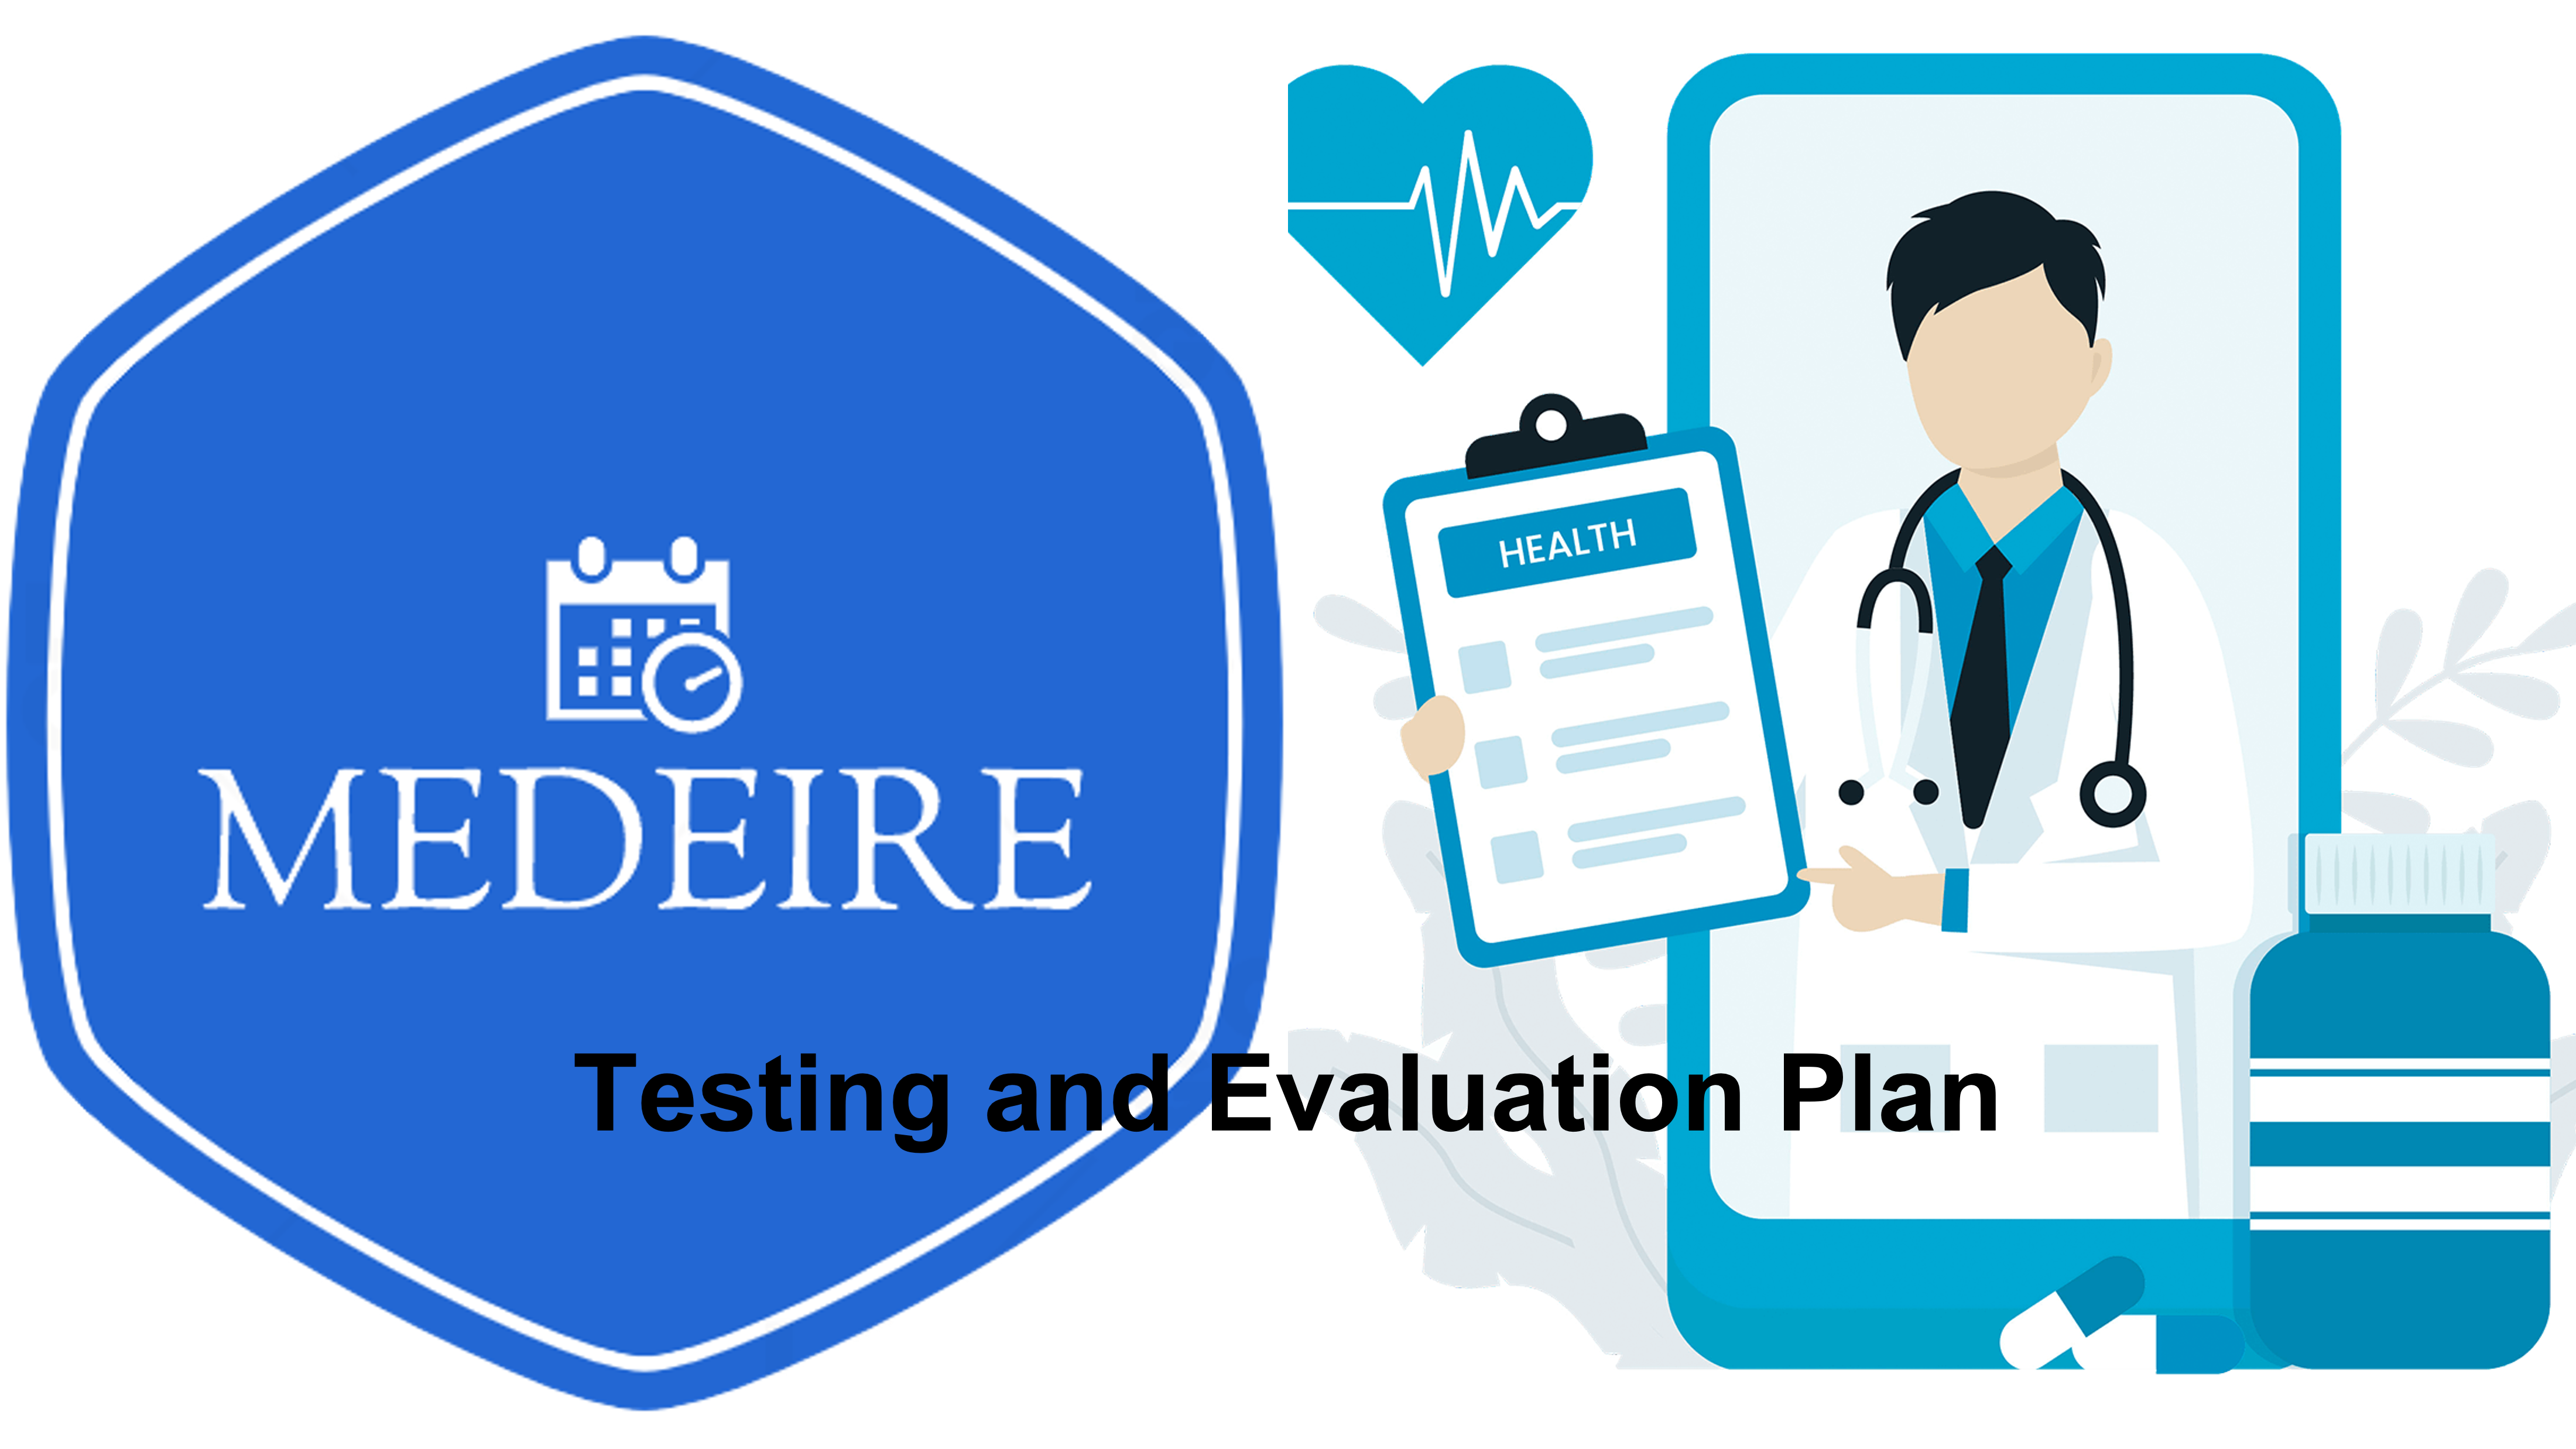 MEDEIRE
HEALTH
Testing and Evaluation Plan